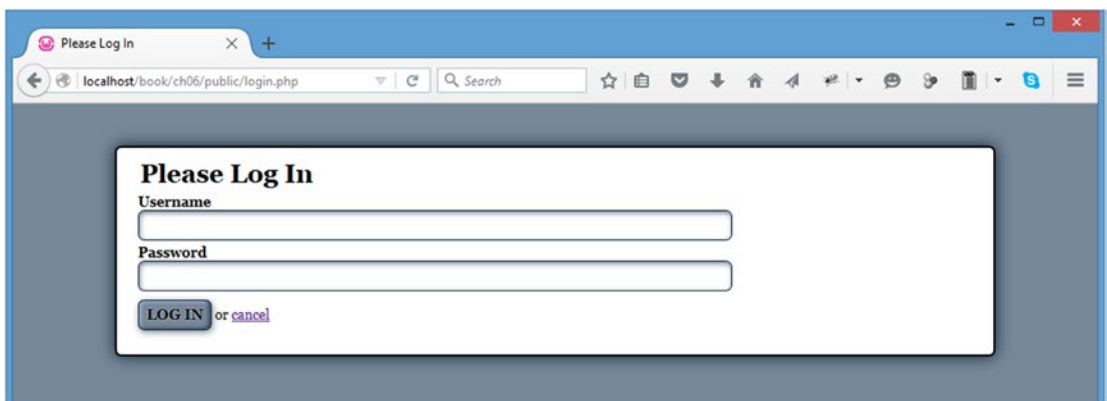 Please Log In
localhost/book/ch06/public/login.php
Search
Please Log In
Username
Password
LOG IN or cancel